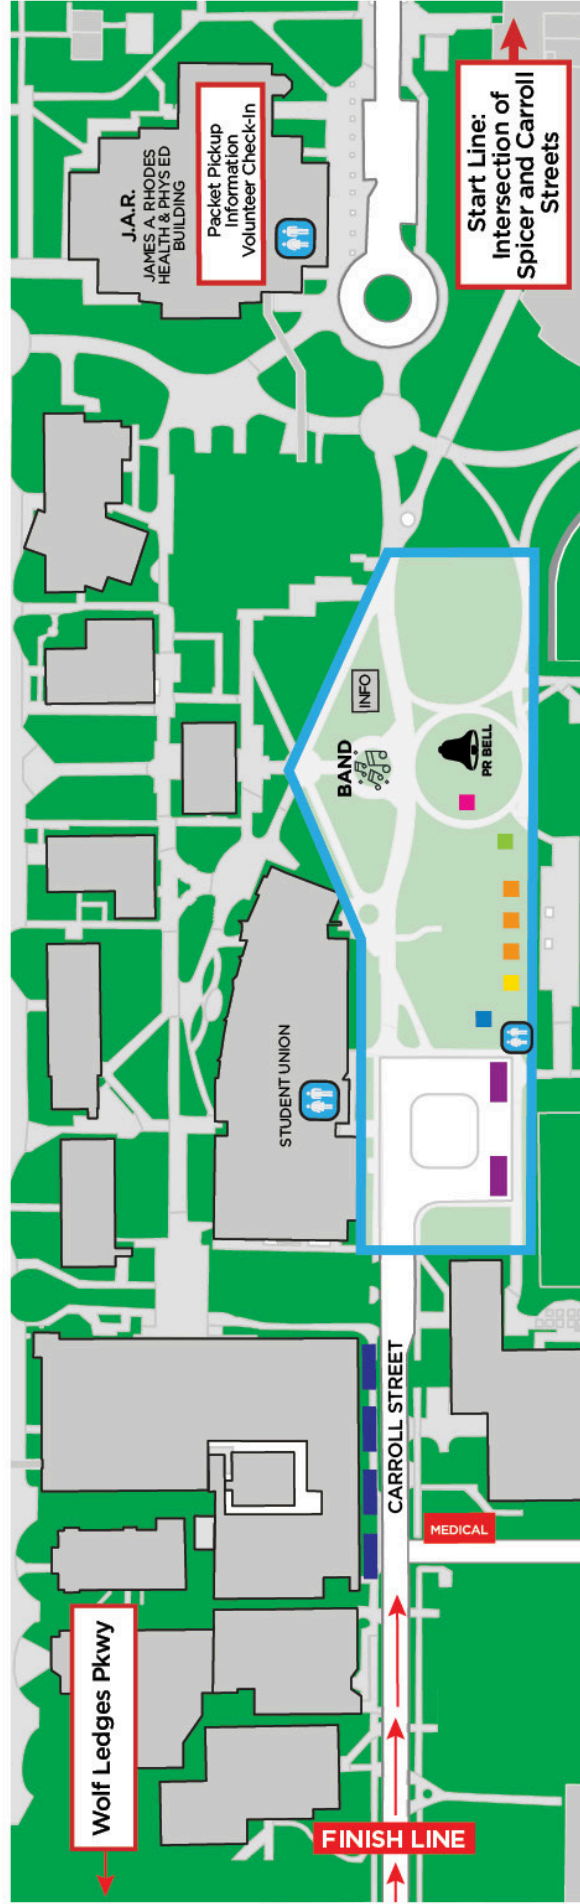 Start Line:
Intersection of
Spicer and Carroll
Streets
J.A.R.
JAMES A. RHODES
HEALTH & PHYS ED
BUILDING
Packet Pickup
Information
Volunteer Check-In
INFO
BAND
PR BELL
STUDENT UNION
CARROLL STREET
MEDICAL
Wolf Ledges Pkwy
FINISH LINE